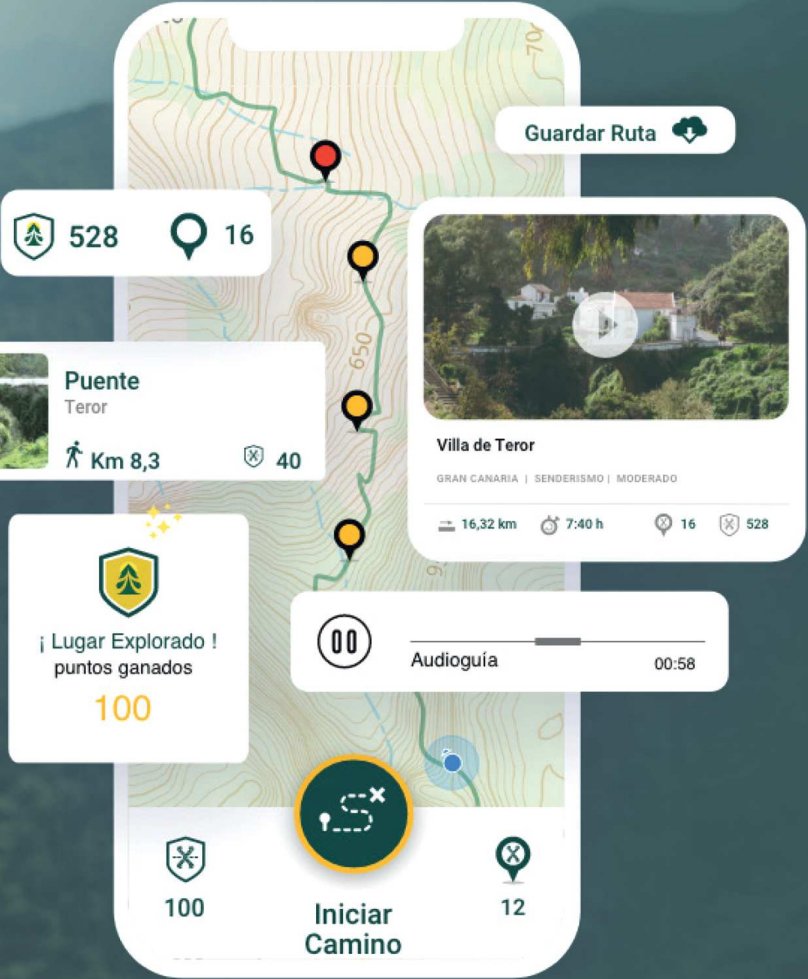 70
Guardar Ruta
528
16
650
Puente
Teror
Km 8,3
40
Villa de Teror
GRAN CANARIA | SENDERISMO | MODERADO
16,32 km
7:40 h
16
528
¡ Lugar Explorado !
puntos ganados
100
Audioguía
00:58
100
Iniciar
Camino
12